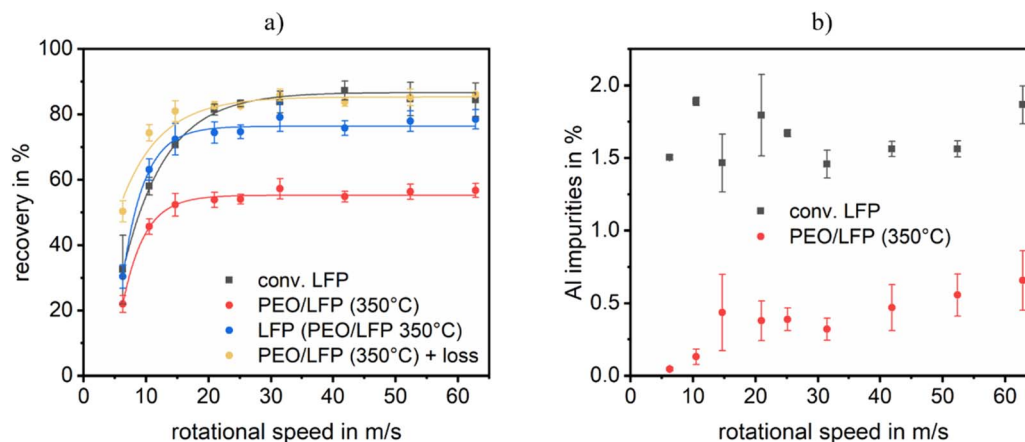 a)
recovery in %
100
80
60
40
20
0
conv. LFP
PEO/LFP (350°C)
LFP (PEO/LFP 350°C)
PEO/LFP (350°C) + loss
0 10 20 30 40 50 60
rotational speed in m/s
b)
Al impurities in %
2.0
1.5
1.0
0.5
0.0
conv. LFP
PEO/LFP (350°C)
0 10 20 30 40 50 60
rotational speed in m/s